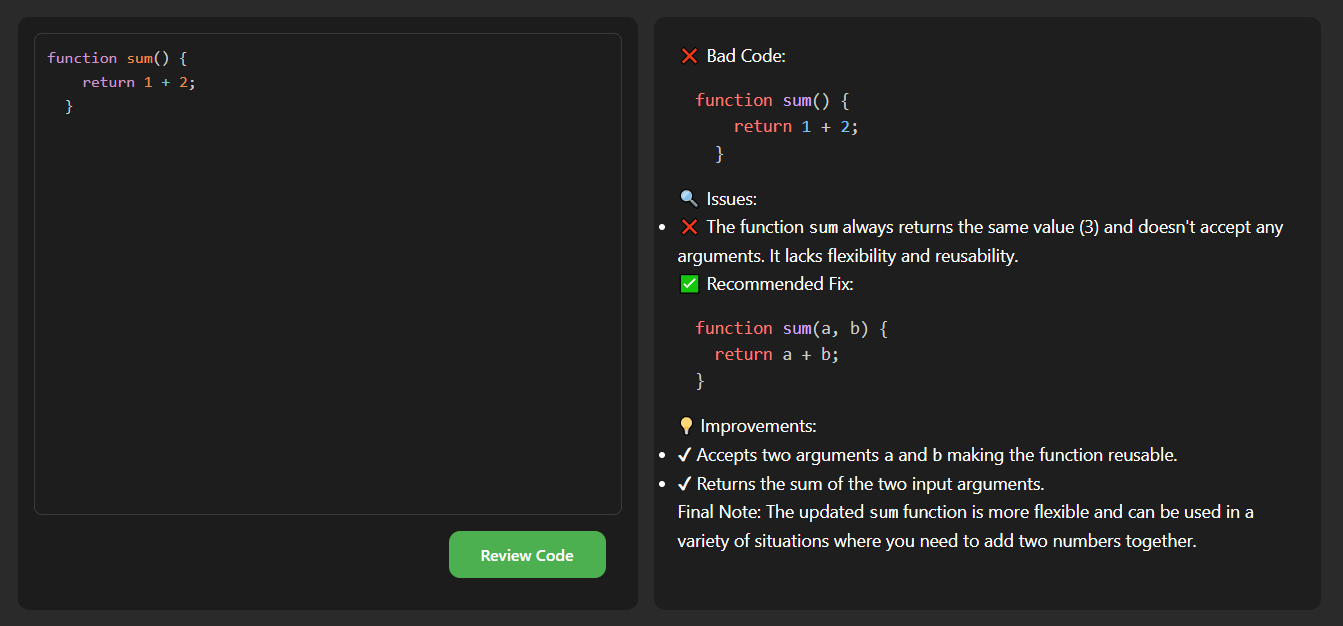 function sum() {
    return 1 + 2;
  }
Review Code
❌ Bad Code:
function sum() {
    return 1 + 2;
  }
🔍 Issues:
• ❌ The function sum always returns the same value (3) and doesn't accept any
arguments. It lacks flexibility and reusability.
✅ Recommended Fix:
function sum(a, b) {
  return a + b;
}
💡 Improvements:
• ✔ Accepts two arguments a and b making the function reusable.
• ✔ Returns the sum of the two input arguments.
Final Note: The updated sum function is more flexible and can be used in a
variety of situations where you need to add two numbers together.